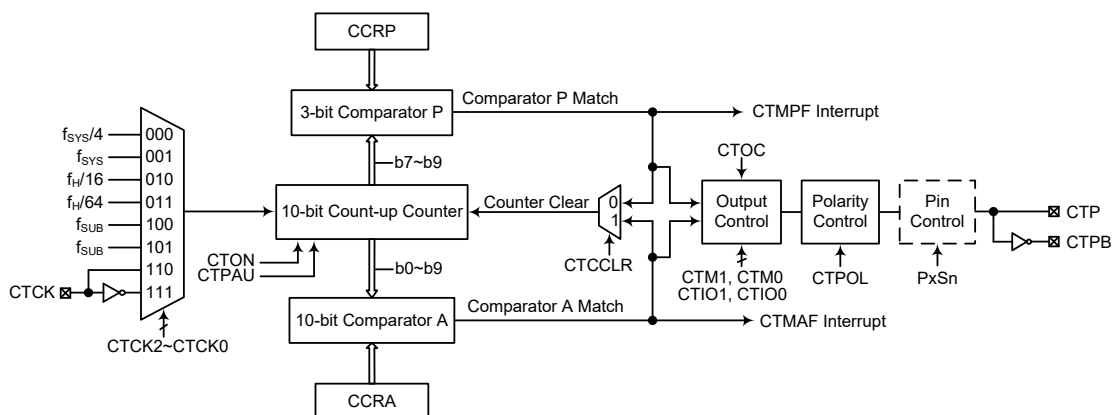 CCRP
3-bit Comparator P
Comparator P Match
CTMPF Interrupt
fSYS/4
000
fSYS
001
fH/16
010
fH/64
011
fSUB
100
fSUB
101
110
CTCK
111
CTCK2~CTCK0
b7~b9
10-bit Count-up Counter
Counter Clear
CTON
CTPAU
b0~b9
0
1
CTCCLR
CTOC
Output
Control
CTM1, CTM0
CTIO1, CTIO0
Polarity
Control
CTPOL
Pin
Control
PxSn
CTP
CTPB
10-bit Comparator A
Comparator A Match
CTMAF Interrupt
CCRA